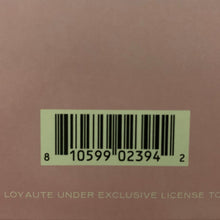 8 10599 02394 2
LOYAUTE UNDER EXCLUSIVE LICENSE TO